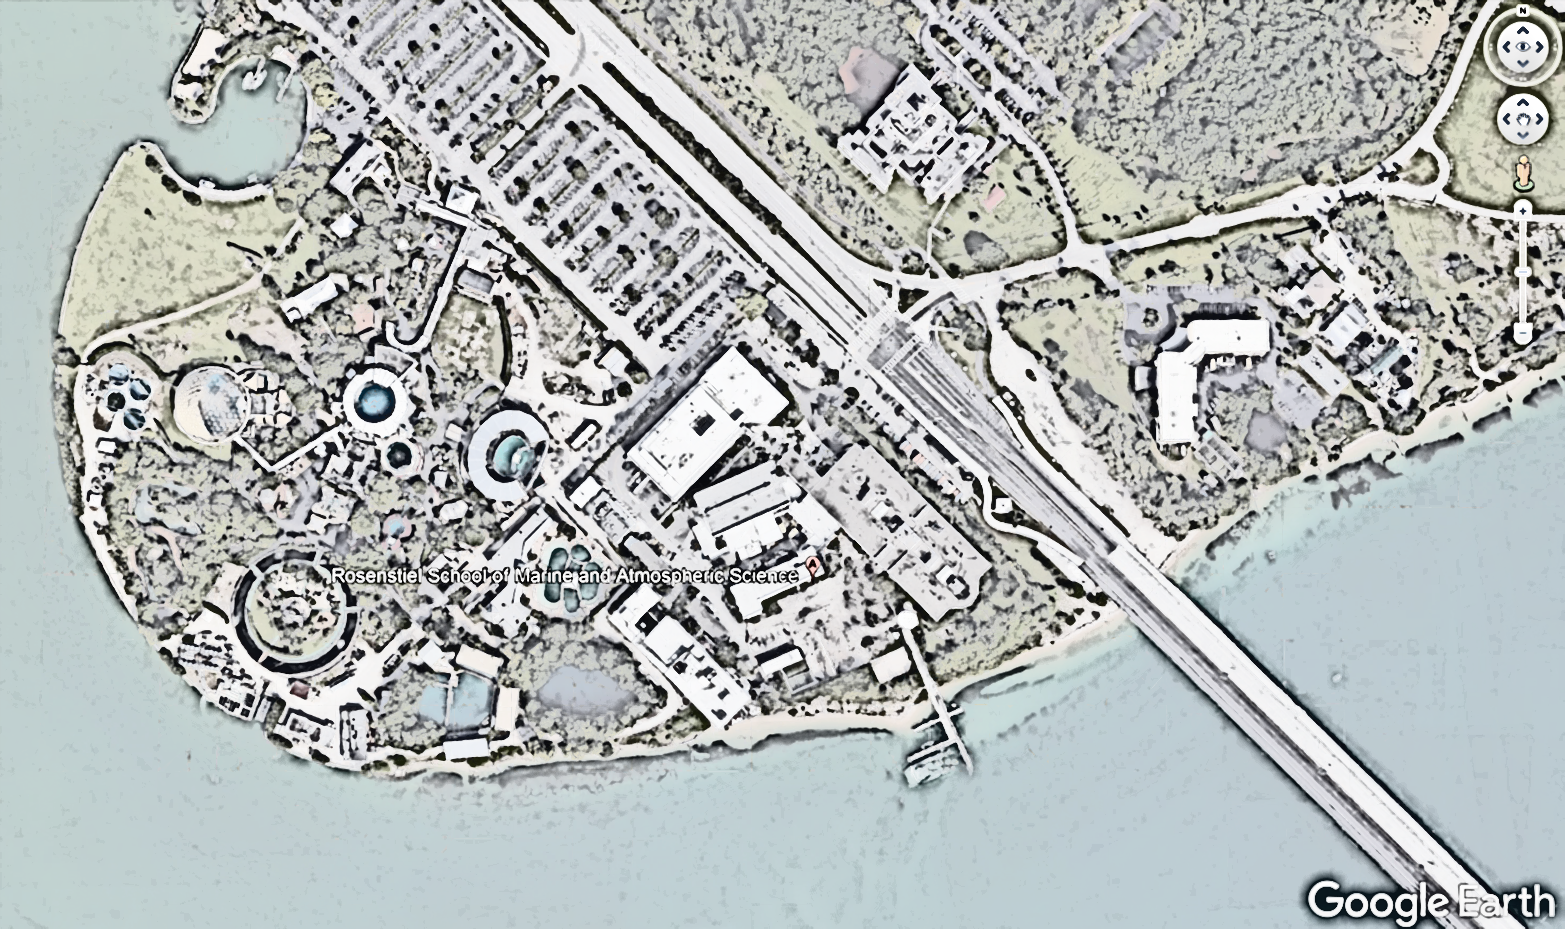 N
Rosenstiel School of Marine and Atmospheric Science
Google Earth